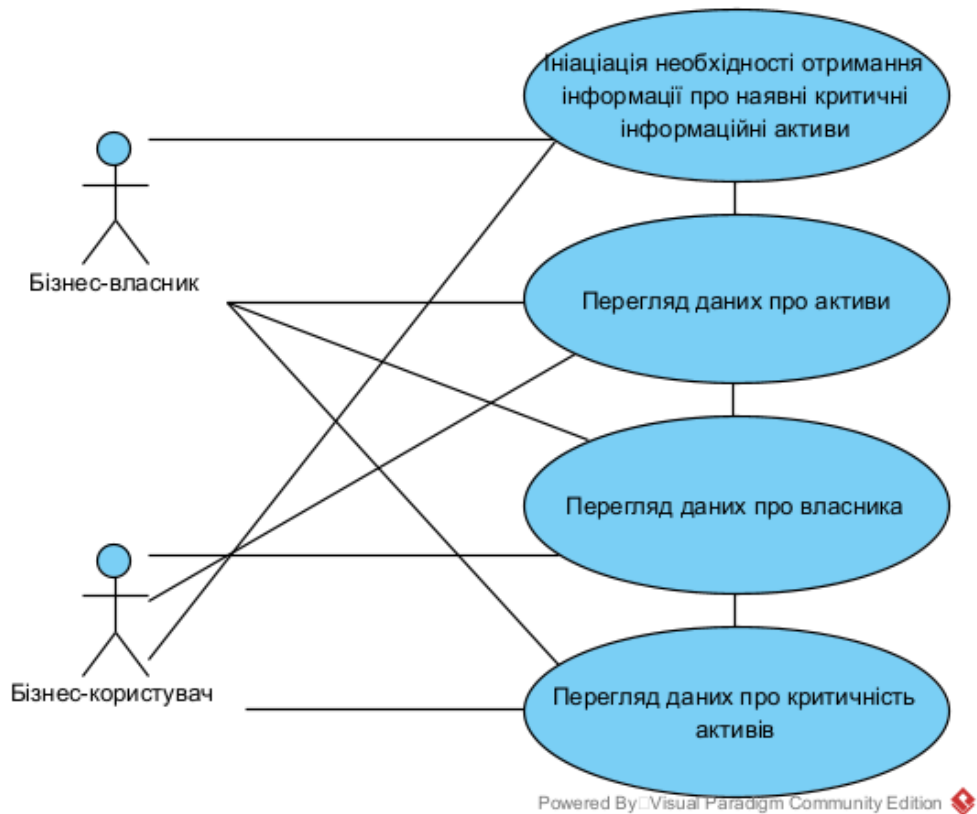 Ініаціація необхідності отримання
інформації про наявні критичні
інформаційні активи
Бізнес-власник
Перегляд даних про активи
Перегляд даних про власника
Бізнес-користувач
Перегляд даних про критичність
активів
Powered By Visual Paradigm Community Edition